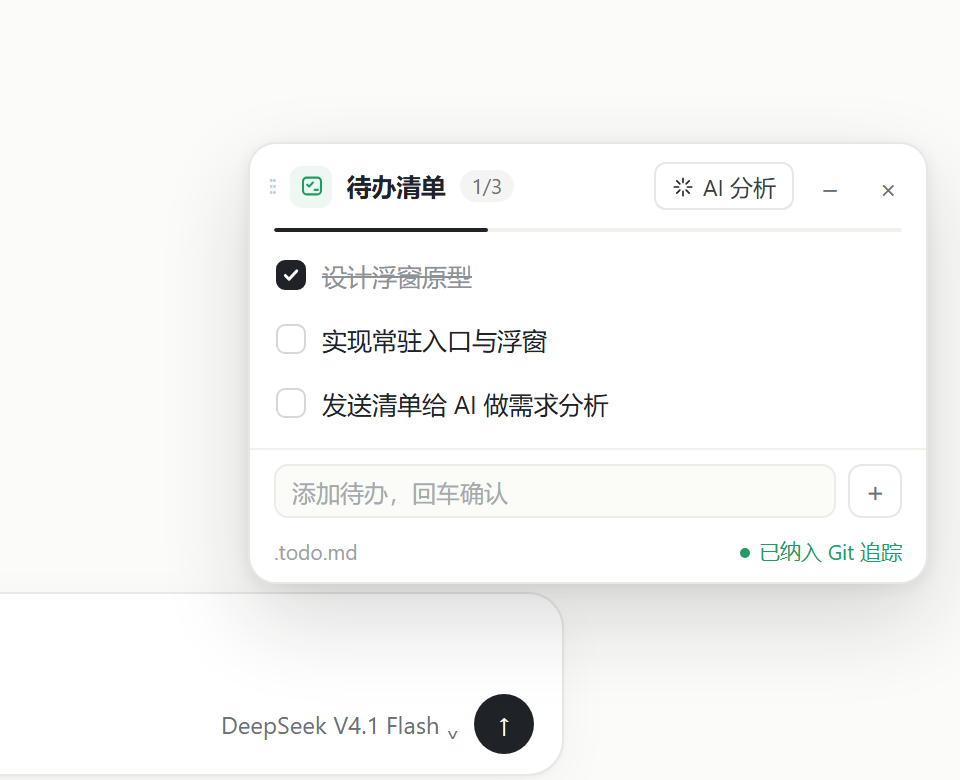 待办清单 1/3 AI 分析
设计浮窗原型
实现常驻入口与浮窗
发送清单给 AI 做需求分析
添加待办，回车确认 +
.todo.md 已纳入 Git 追踪
DeepSeek V4.1 Flash